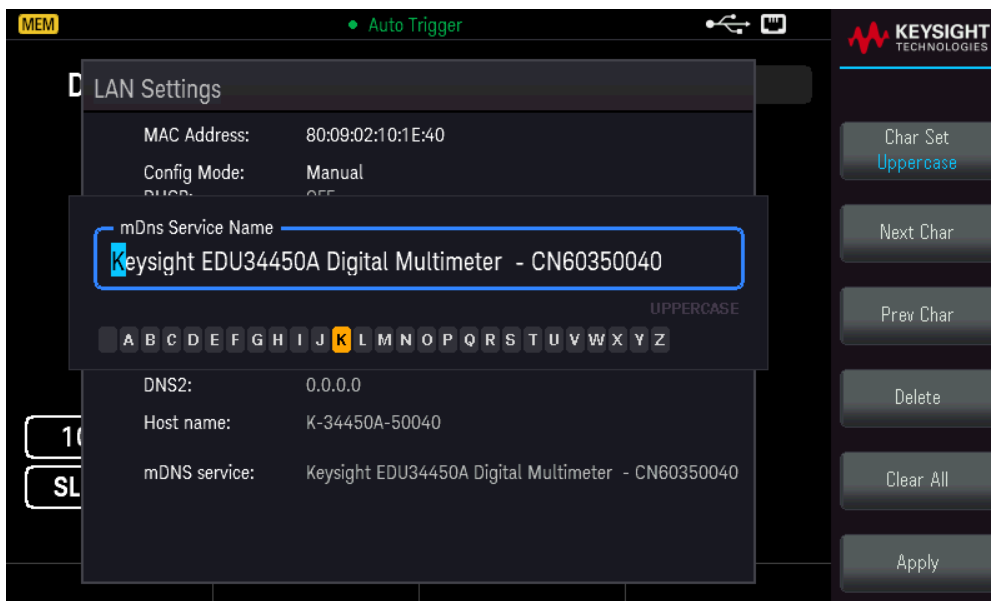 MEM
Auto Trigger
KEYSIGHT
TECHNOLOGIES
D
LAN Settings
MAC Address: 80:09:02:10:1E:40
Config Mode: Manual
mDns Service Name
Keysight EDU34450A Digital Multimeter - CN60350040
UPPERCASE
A B C D E F G H I J K L M N O P Q R S T U V W X Y Z
DNS2: 0.0.0.0
Host name: K-34450A-50040
mDNS service: Keysight EDU34450A Digital Multimeter - CN60350040
10
SL
Char Set
Uppercase
Next Char
Prev Char
Delete
Clear All
Apply